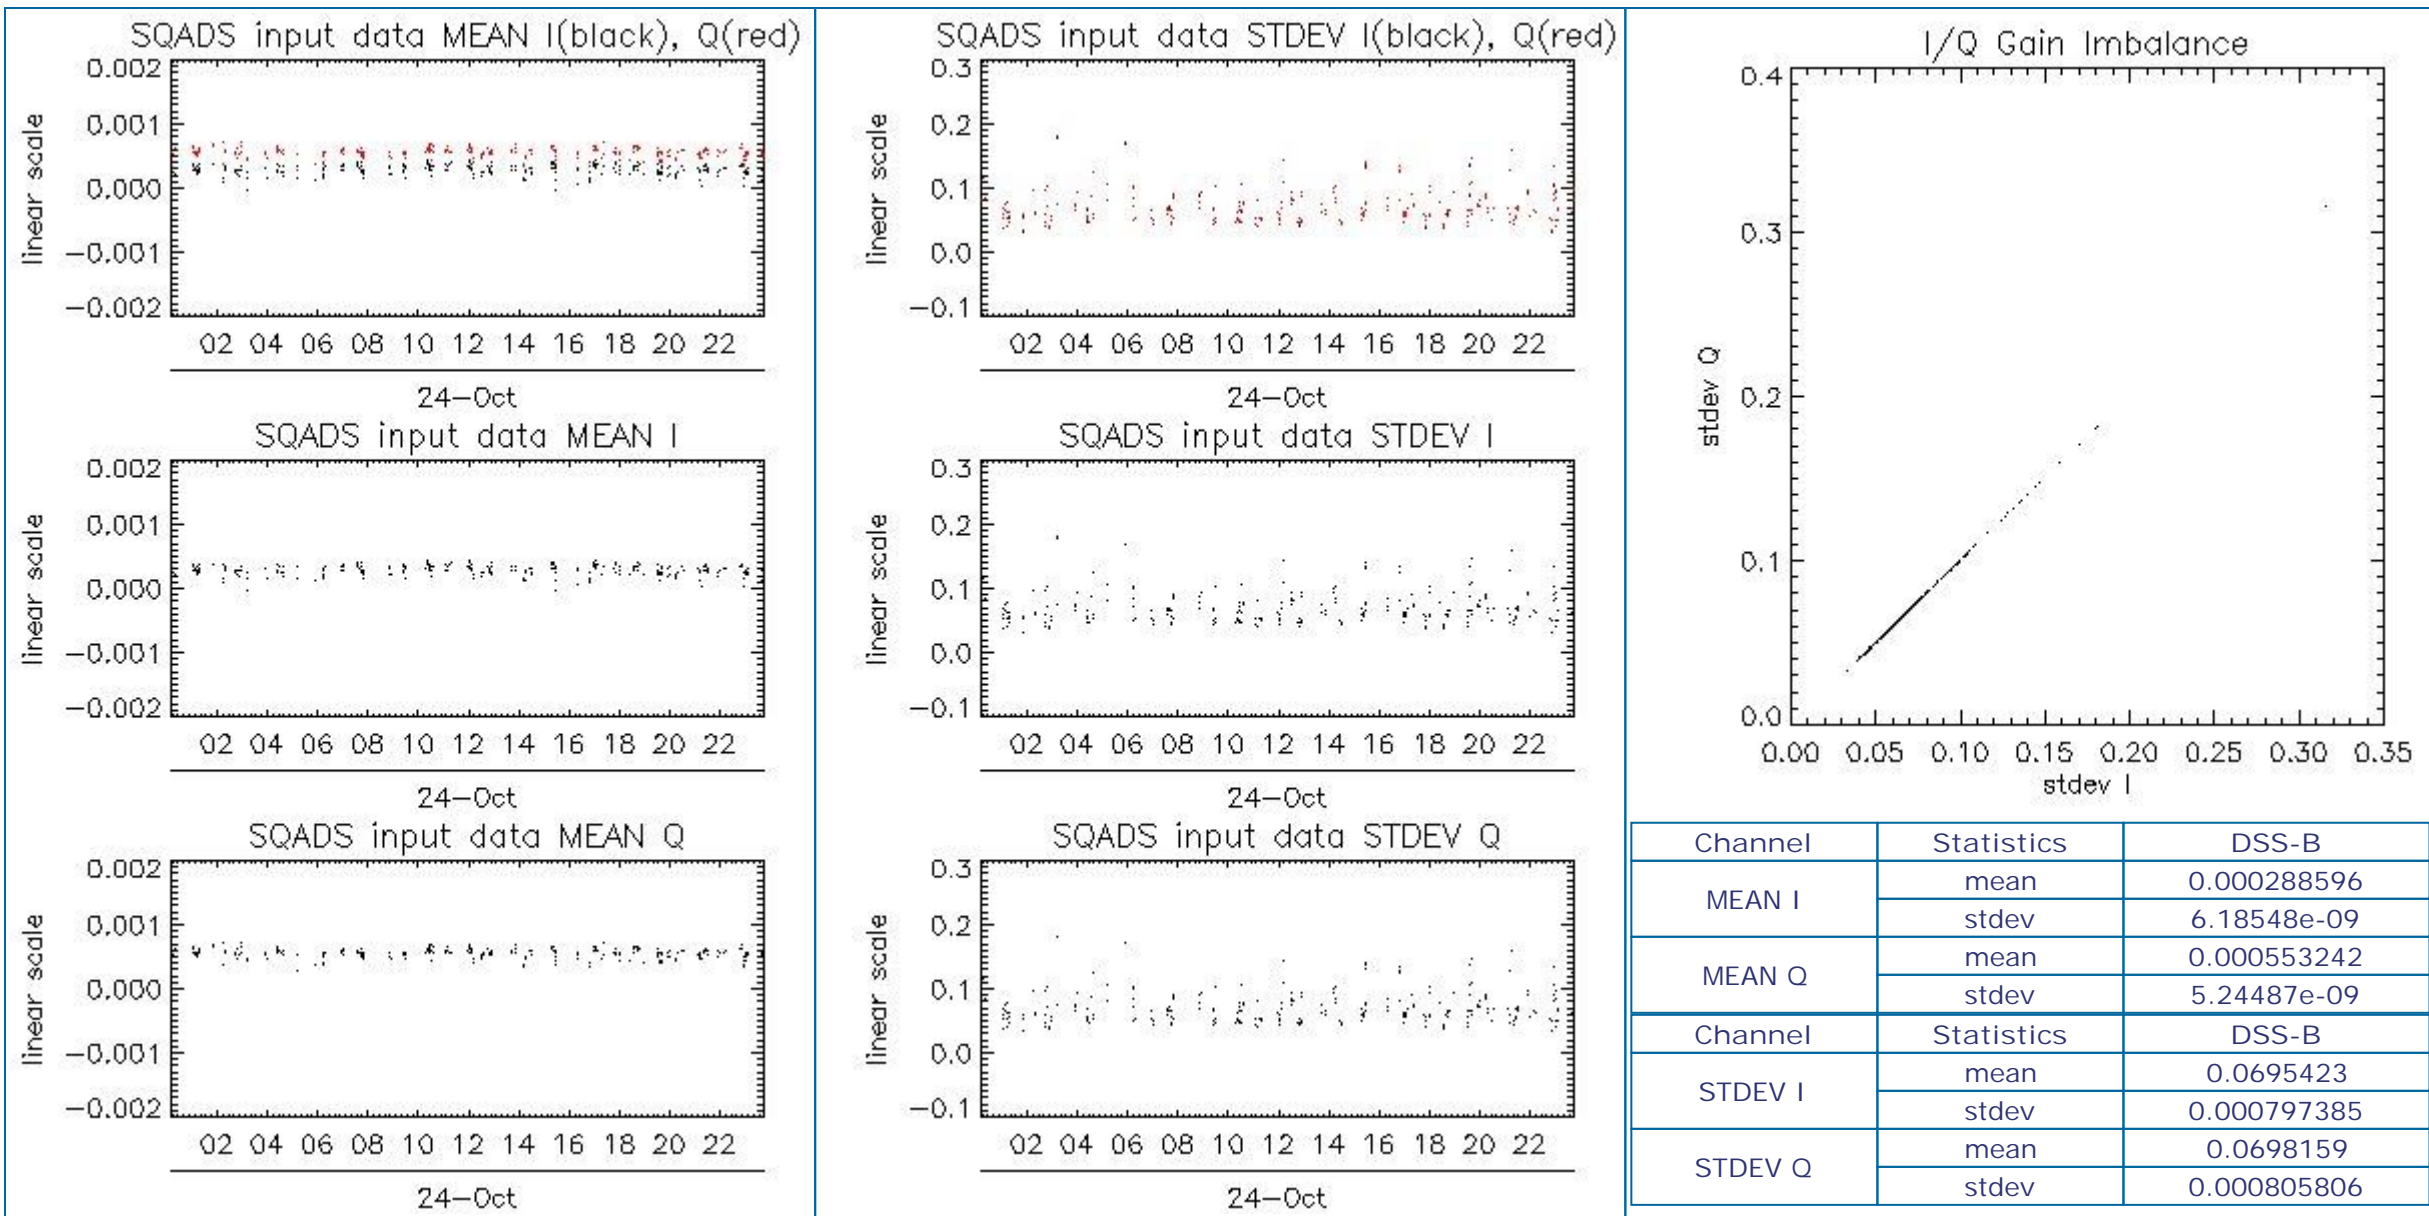 SQADS input data MEAN I(black), Q(red)
0.002
0.001
0.000
-0.001
-0.002
linear scale
02 04 06 08 10 12 14 16 18 20 22
24-Oct
SQADS input data MEAN I
0.002
0.001
0.000
-0.001
-0.002
linear scale
02 04 06 08 10 12 14 16 18 20 22
24-Oct
SQADS input data MEAN Q
0.002
0.001
0.000
-0.001
-0.002
linear scale
02 04 06 08 10 12 14 16 18 20 22
24-Oct
SQADS input data STDEV I(black), Q(red)
0.3
0.2
0.1
0.0
-0.1
linear scale
02 04 06 08 10 12 14 16 18 20 22
24-Oct
SQADS input data STDEV I
0.3
0.2
0.1
0.0
-0.1
linear scale
02 04 06 08 10 12 14 16 18 20 22
24-Oct
SQADS input data STDEV Q
0.3
0.2
0.1
0.0
-0.1
linear scale
02 04 06 08 10 12 14 16 18 20 22
24-Oct
I/Q Gain Imbalance
0.4
0.3
0.2
0.1
0.0
stdev Q
0.00 0.05 0.10 0.15 0.20 0.25 0.30 0.35
stdev I
Channel Statistics DSS-B
MEAN I mean 0.000288596
stdev 6.18548e-09
MEAN Q mean 0.000553242
stdev 5.24487e-09
Channel Statistics DSS-B
STDEV I mean 0.0695423
stdev 0.000797385
STDEV Q mean 0.0698159
stdev 0.000805806